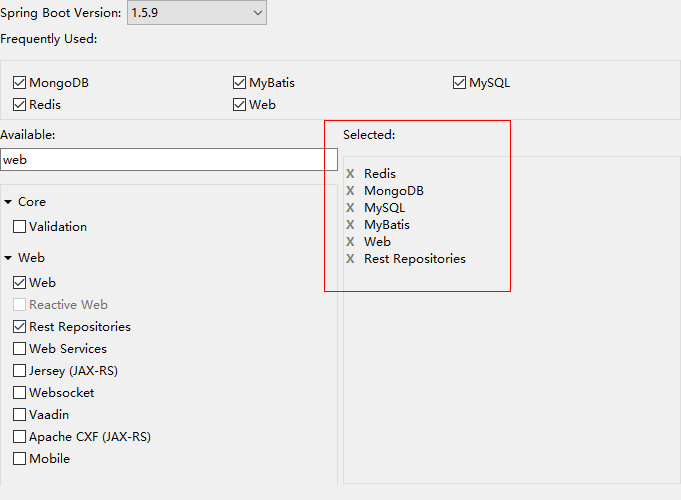 Spring Boot Version: 1.5.9
Frequently Used:
MongoDB MyBatis MySQL
Redis Web
Available:
web
Core
Validation
Web
Web
Reactive Web
Rest Repositories
Web Services
Jersey (JAX-RS)
Websocket
Vaadin
Apache CXF (JAX-RS)
Mobile
Selected:
X Redis
X MongoDB
X MySQL
X MyBatis
X Web
X Rest Repositories